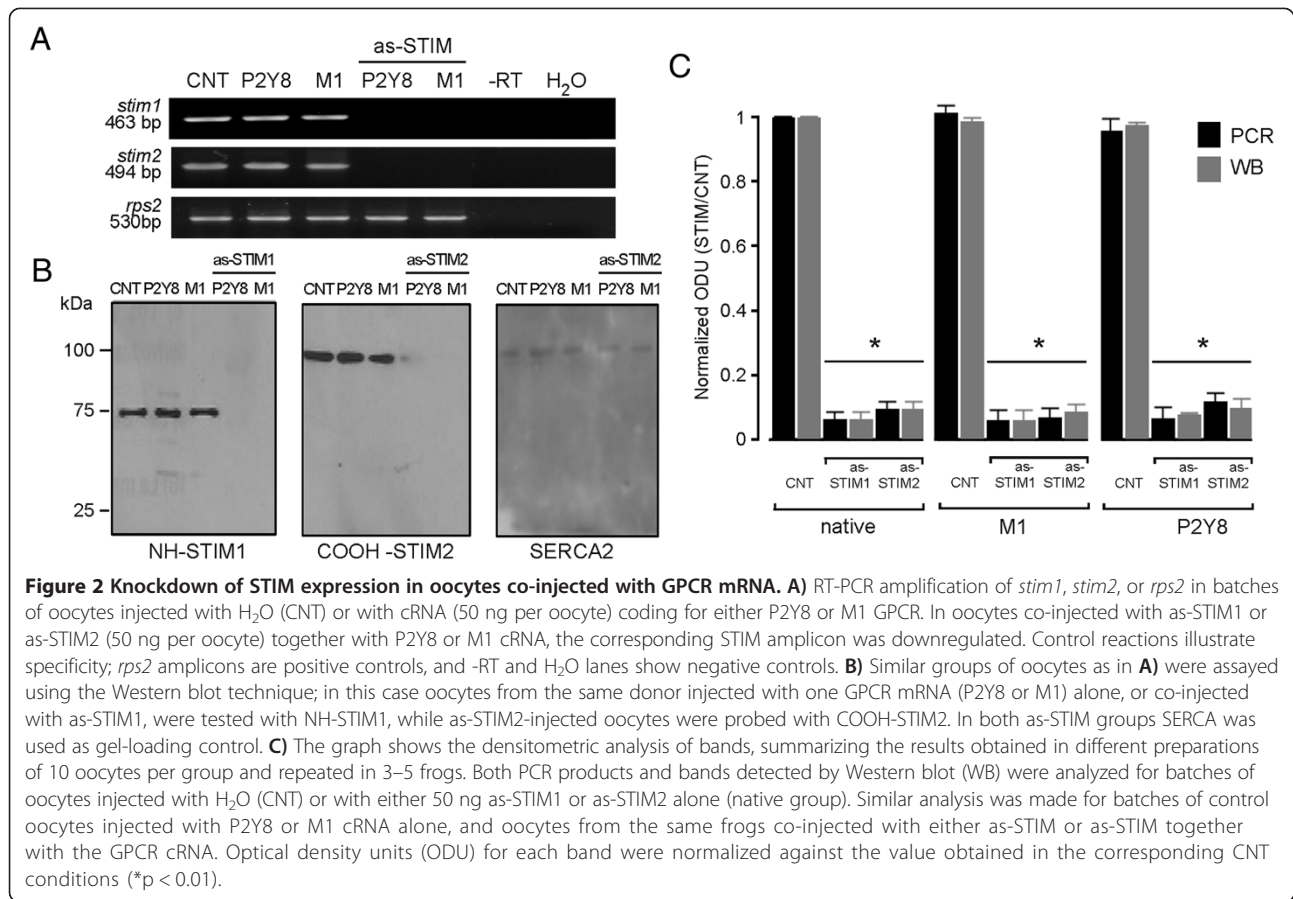 A
as-STIM
CNT P2Y8 M1 P2Y8 M1 -RT H₂O
stim1
463 bp
stim2
494 bp
rps2
530bp
B
as-STIM1 as-STIM2 as-STIM2
kDa
CNT P2Y8 M1 P2Y8 M1 CNT P2Y8 M1 P2Y8 M1 CNT P2Y8 M1 P2Y8 M1
100
75
25
NH-STIM1 COOH -STIM2 SERCA2
C
Normalized ODU (STIM/CNT)
1
0.8
0.6
0.4
0.2
0
PCR
WB
* * *
CNT as-STIM1 as-STIM2 CNT as-STIM1 as-STIM2 CNT as-STIM1 as-STIM2
native M1 P2Y8
Figure 2 Knockdown of STIM expression in oocytes co-injected with GPCR mRNA. A) RT-PCR amplification of stim1, stim2, or rps2 in batches
of oocytes injected with H₂O (CNT) or with cRNA (50 ng per oocyte) coding for either P2Y8 or M1 GPCR. In oocytes co-injected with as-STIM1 or
as-STIM2 (50 ng per oocyte) together with P2Y8 or M1 cRNA, the corresponding STIM amplicon was downregulated. Control reactions illustrate
specificity; rps2 amplicons are positive controls, and -RT and H₂O lanes show negative controls. B) Similar groups of oocytes as in A) were assayed
using the Western blot technique; in this case oocytes from the same donor injected with one GPCR mRNA (P2Y8 or M1) alone, or co-injected
with as-STIM1, were tested with NH-STIM1, while as-STIM2-injected oocytes were probed with COOH-STIM2. In both as-STIM groups SERCA was
used as gel-loading control. C) The graph shows the densitometric analysis of bands, summarizing the results obtained in different preparations
of 10 oocytes per group and repeated in 3–5 frogs. Both PCR products and bands detected by Western blot (WB) were analyzed for batches of
oocytes injected with H₂O (CNT) or with either 50 ng as-STIM1 or as-STIM2 alone (native group). Similar analysis was made for batches of control
oocytes injected with P2Y8 or M1 cRNA alone, and oocytes from the same frogs co-injected with either as-STIM or as-STIM together
with the GPCR cRNA. Optical density units (ODU) for each band were normalized against the value obtained in the corresponding CNT
conditions (*p < 0.01).